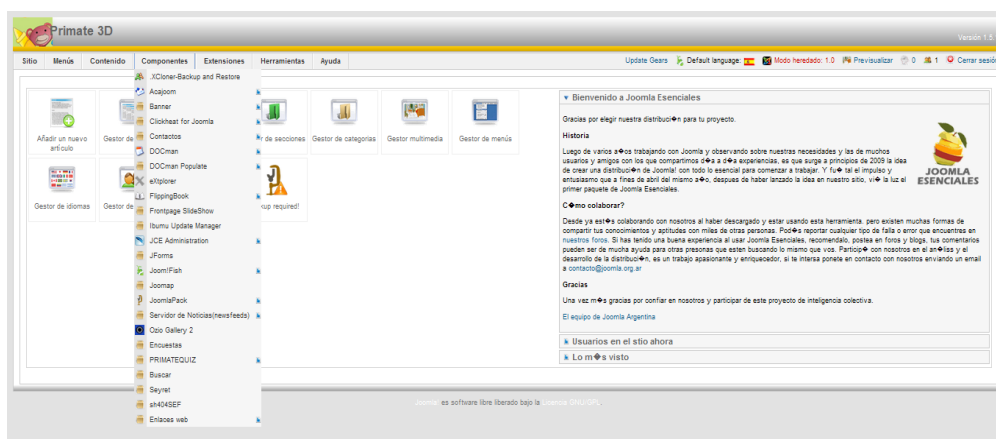 Primate 3D
Versión 1.5.
Sitio Menús Contenido Componentes Extensiones Herramientas Ayuda
Update Gears Default language: Modo heredado: 1.0 Previsualizar 0 1 Cerrar sesió
XCloner-Backup and Restore
Acajoom
Banner
Clickheat for Joomla
Contactos
DOCman
DOCman Populate
eXtplorer
FlippingBook
Frontpage SlideShow
Ibumu Update Manager
JCE Administration
JForms
Joom!Fish
Joomap
JoomlaPack
Servidor de Noticias(newsfeeds)
Ozio Gallery 2
Encuestas
PRIMATEQUIZ
Buscar
Seyret
sh404SEF
Enlaces web
Añadir un nuevo
artículo
Gestor de
r de secciones
Gestor de categorias
Gestor multimedia
Gestor de menús
Gestor de idiomas
Gestor de
kup required!
Bienvenido a Joomla Esenciales
Gracias por elegir nuestra distribuci�n para tu proyecto.
Historia
Luego de varios a�os trabajando con Joomla y observando sobre nuestras necesidades y las de muchos
usuarios y amigos con los que compartimos d�a a d�a experiencias, es que surge a principios de 2009 la idea
de crear una distribuci�n de Joomla! con todo lo esencial para comenzar a trabajar. Y fu� tal el impulso y
entusiasmo que a fines de abril del mismo a�o, despues de haber lanzado la idea en nuestro sitio, vi� la luz el
primer paquete de Joomla Esenciales.
JOOMLA
ESENCIALES
C�mo colaborar?
Desde ya est�s colaborando con nosotros al haber descargado y estar usando esta herramienta, pero existen muchas formas de
compartir tus conocimientos y aptitudes con miles de otras personas. Pod�s reportar cualquier tipo de falla o error que encuentres en
nuestros foros. Si has tenido una buena experiencia al usar Joomla Esenciales, recomendalo, postea en foros y blogs, tus comentarios
pueden ser de mucha ayuda para otras presonas que esten buscando lo mismo que vos. Particip� con nosotros en el an�liss y el
desarrollo de la distribuci�n, es un trabajo apasionante y enriquecedor, si te intersa ponete en contacto con nosotros enviando un email
a contacto@joomla.org.ar
Gracias
Una vez m�s gracias por confiar en nosotros y participar de este proyecto de inteligencia colectiva.
El equipo de Joomla Argentina
Usuarios en el stio ahora
Lo m�s visto
Joomla! es software libre liberado bajo la Licencia GNU/GPL.